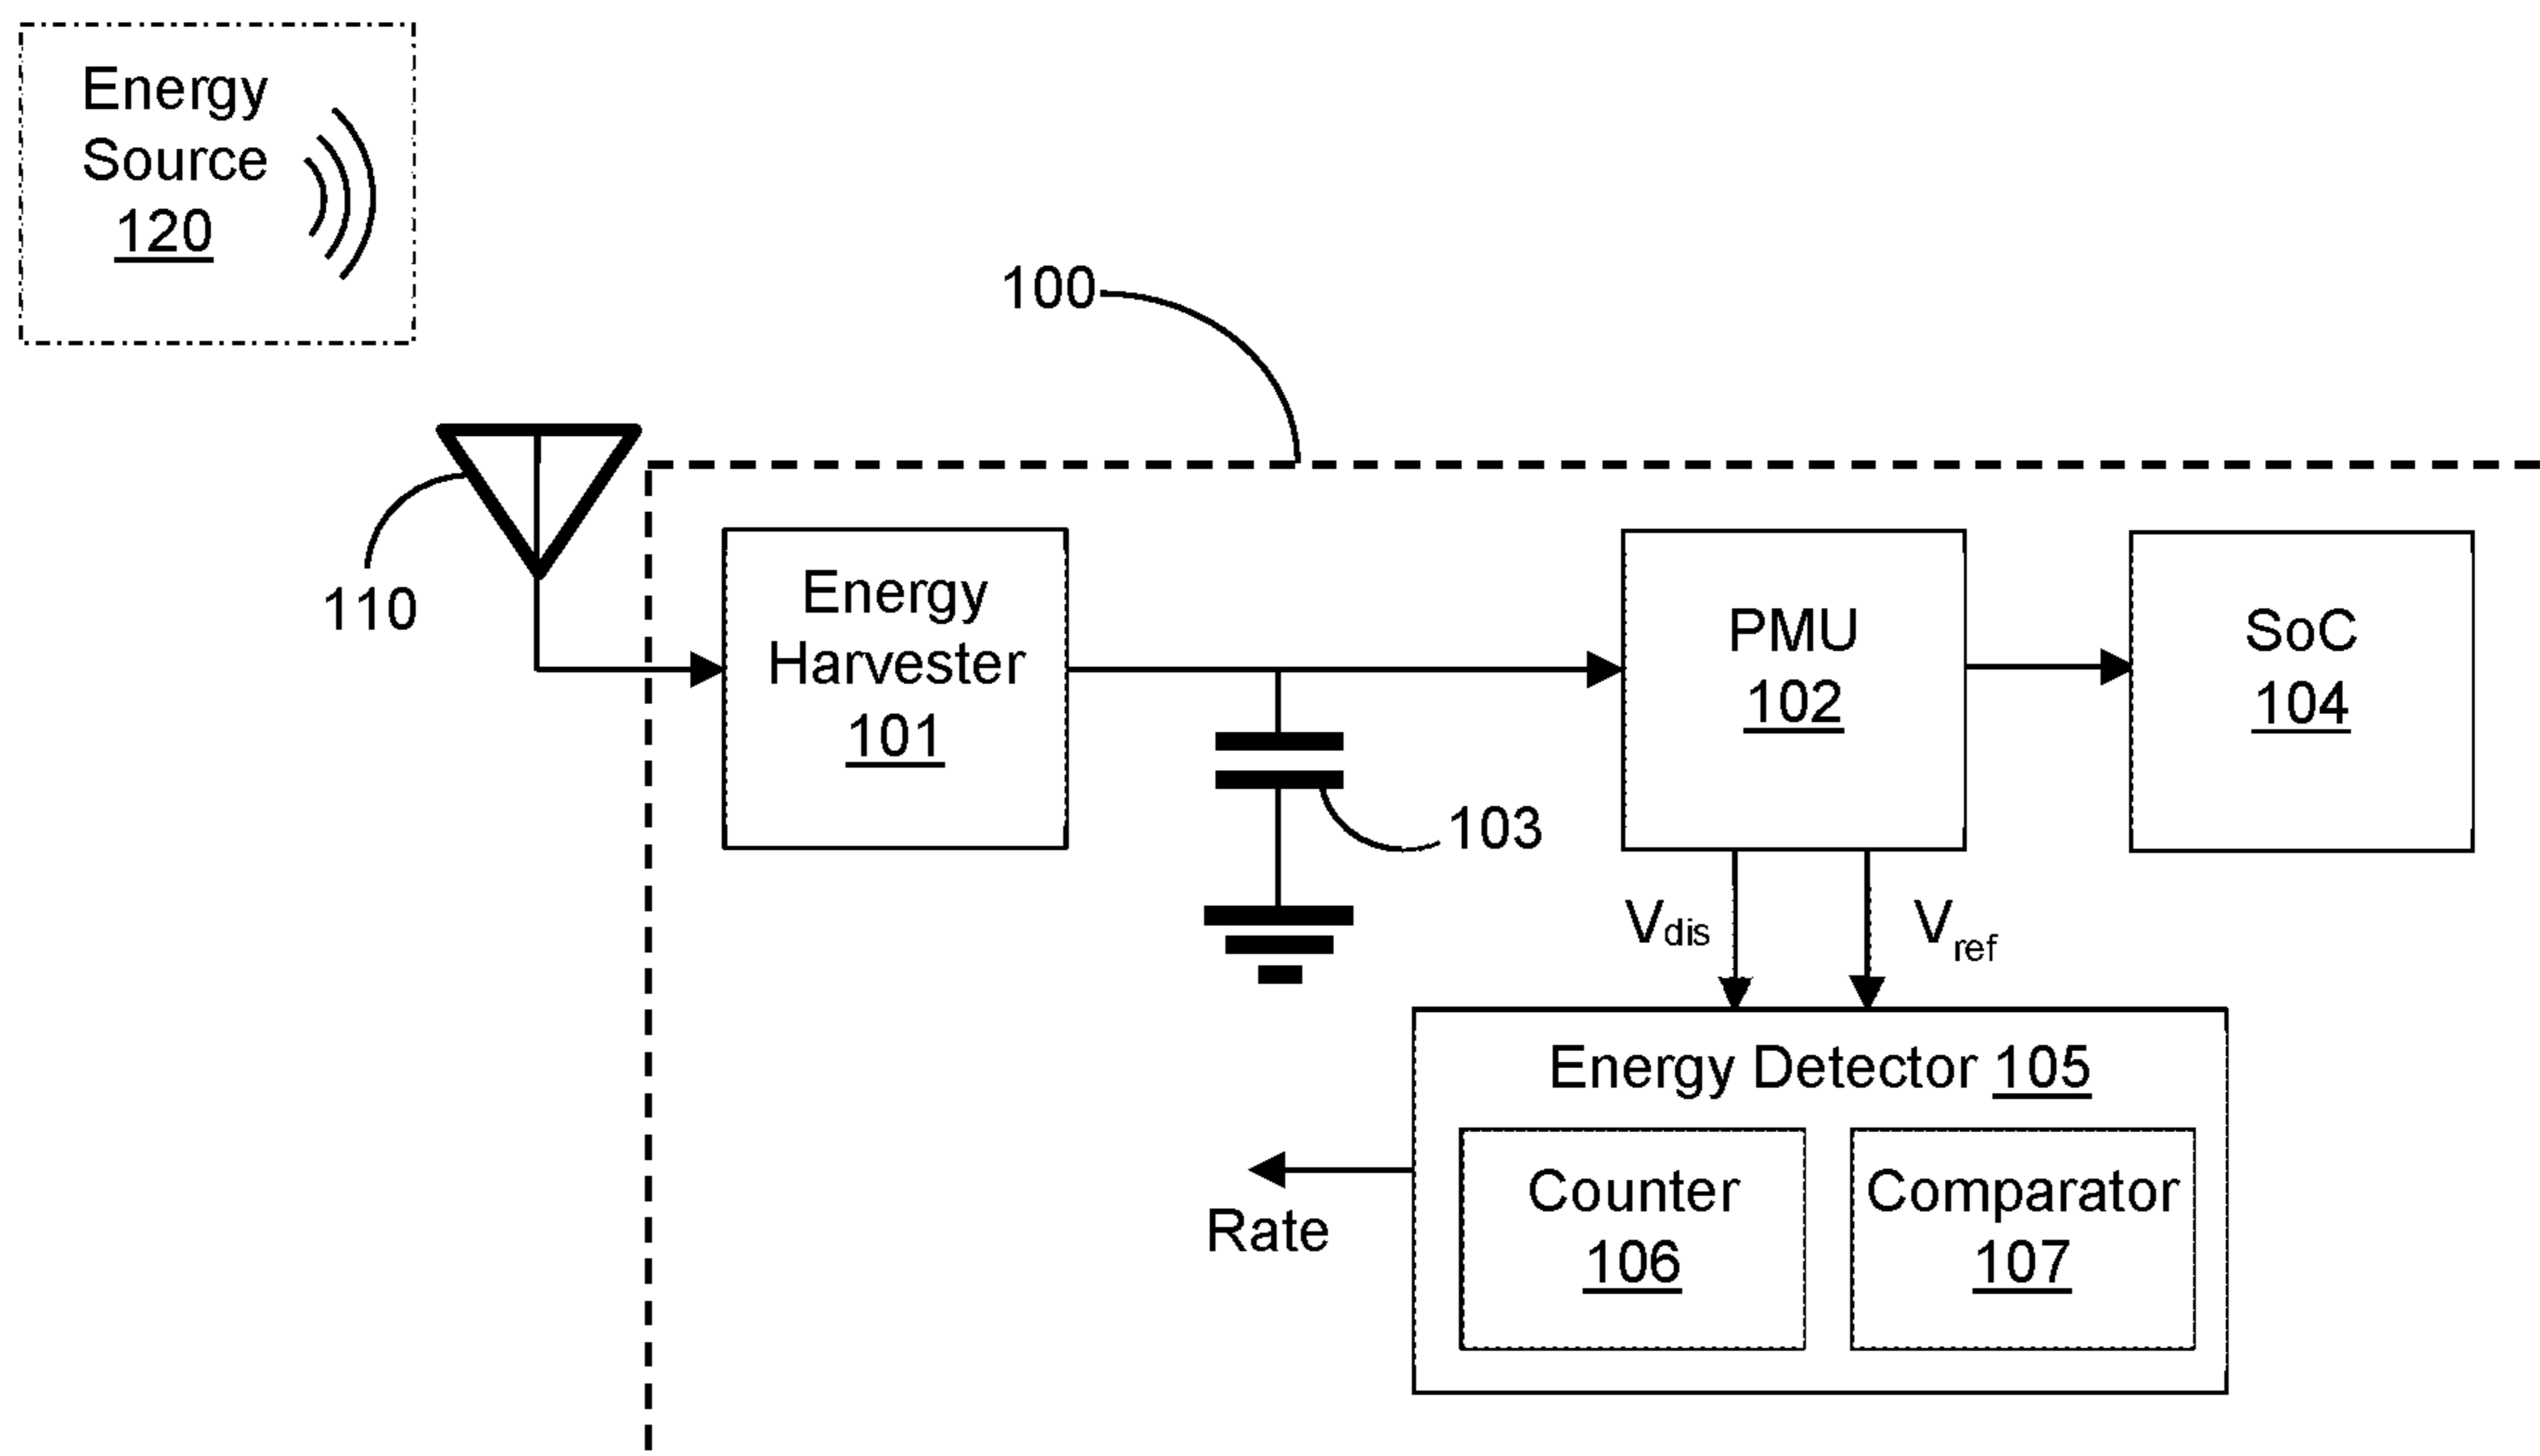 Energy
Source
120
100
110
Energy
Harvester
101
PMU
102
SoC
104
103
Vdis
Vref
Energy Detector 105
Counter
106
Comparator
107
Rate